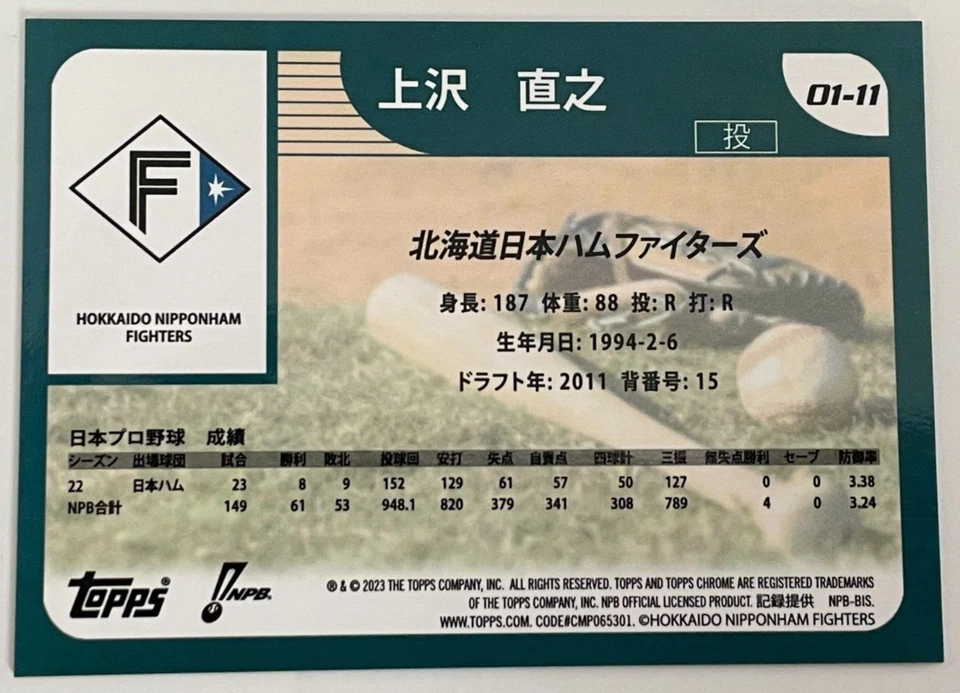 上沢 直之
01-11
投
F
HOKKAIDO NIPPONHAM
FIGHTERS
北海道日本ハムファイターズ
身長: 187 体重: 88 投: R 打: R
生年月日: 1994-2-6
ドラフト年: 2011 背番号: 15
日本プロ野球 成績
シーズン 出場球団 試合 勝利 敗北 投球回 安打 失点 自責点 四球計 三振 無失点勝利 セーブ 防御率
22 日本ハム 23 8 9 152 129 61 57 50 127 0 0 3.38
NPB合計 149 61 53 948.1 820 379 341 308 789 4 0 3.24
Topps® NPB®
® & © 2023 THE TOPPS COMPANY, INC. ALL RIGHTS RESERVED. TOPPS AND TOPPS CHROME ARE REGISTERED TRADEMARKS
OF THE TOPPS COMPANY, INC. NPB OFFICIAL LICENSED PRODUCT. 記録提供 NPB-BIS.
WWW.TOPPS.COM. CODE#CMP065301. ©HOKKAIDO NIPPONHAM FIGHTERS